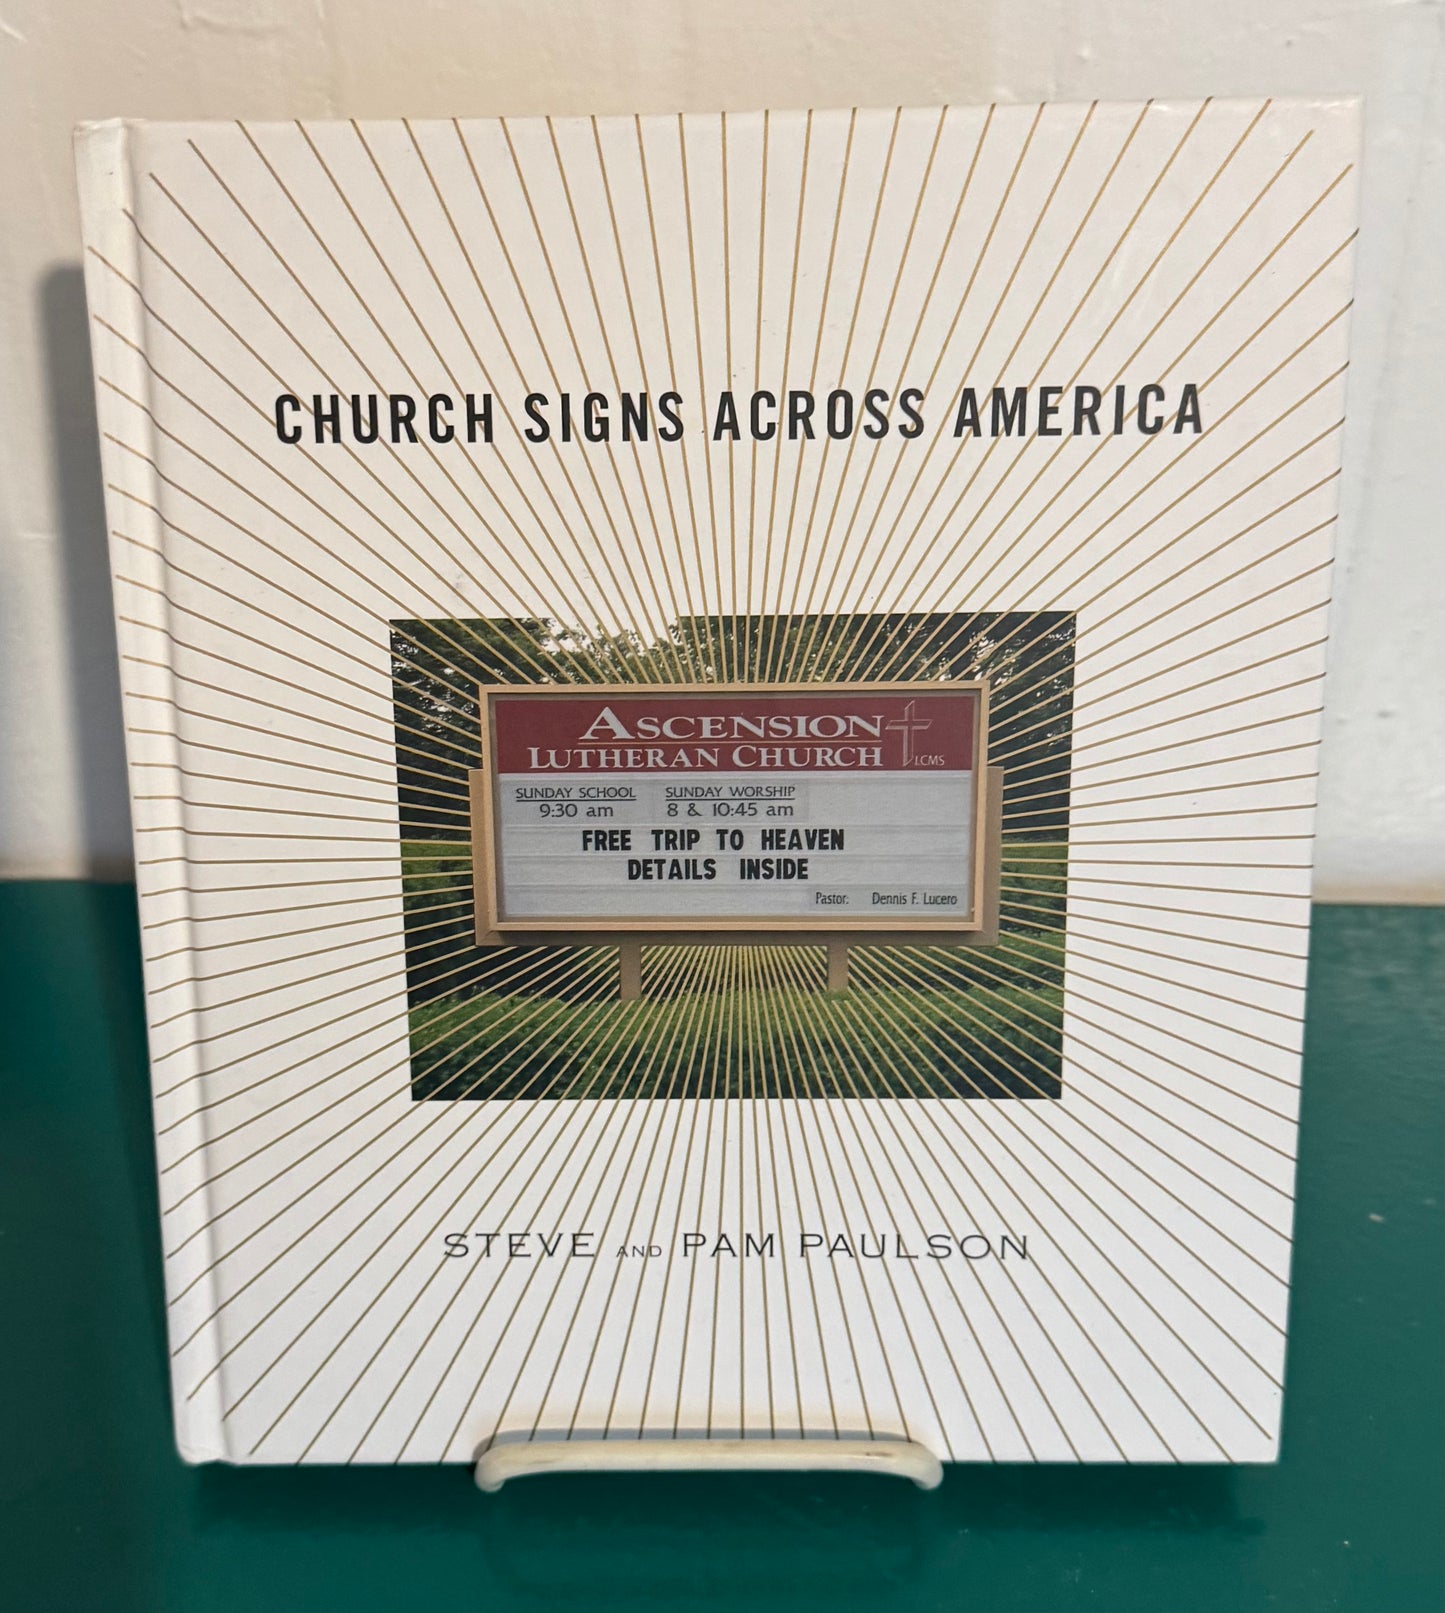 CHURCH SIGNS ACROSS AMERICA
ASCENSION
LUTHERAN CHURCH LCMS
SUNDAY SCHOOL SUNDAY WORSHIP
9:30 am 8 & 10:45 am
FREE TRIP TO HEAVEN
DETAILS INSIDE
Pastor: Dennis F. Lucero
STEVE AND PAM PAULSON